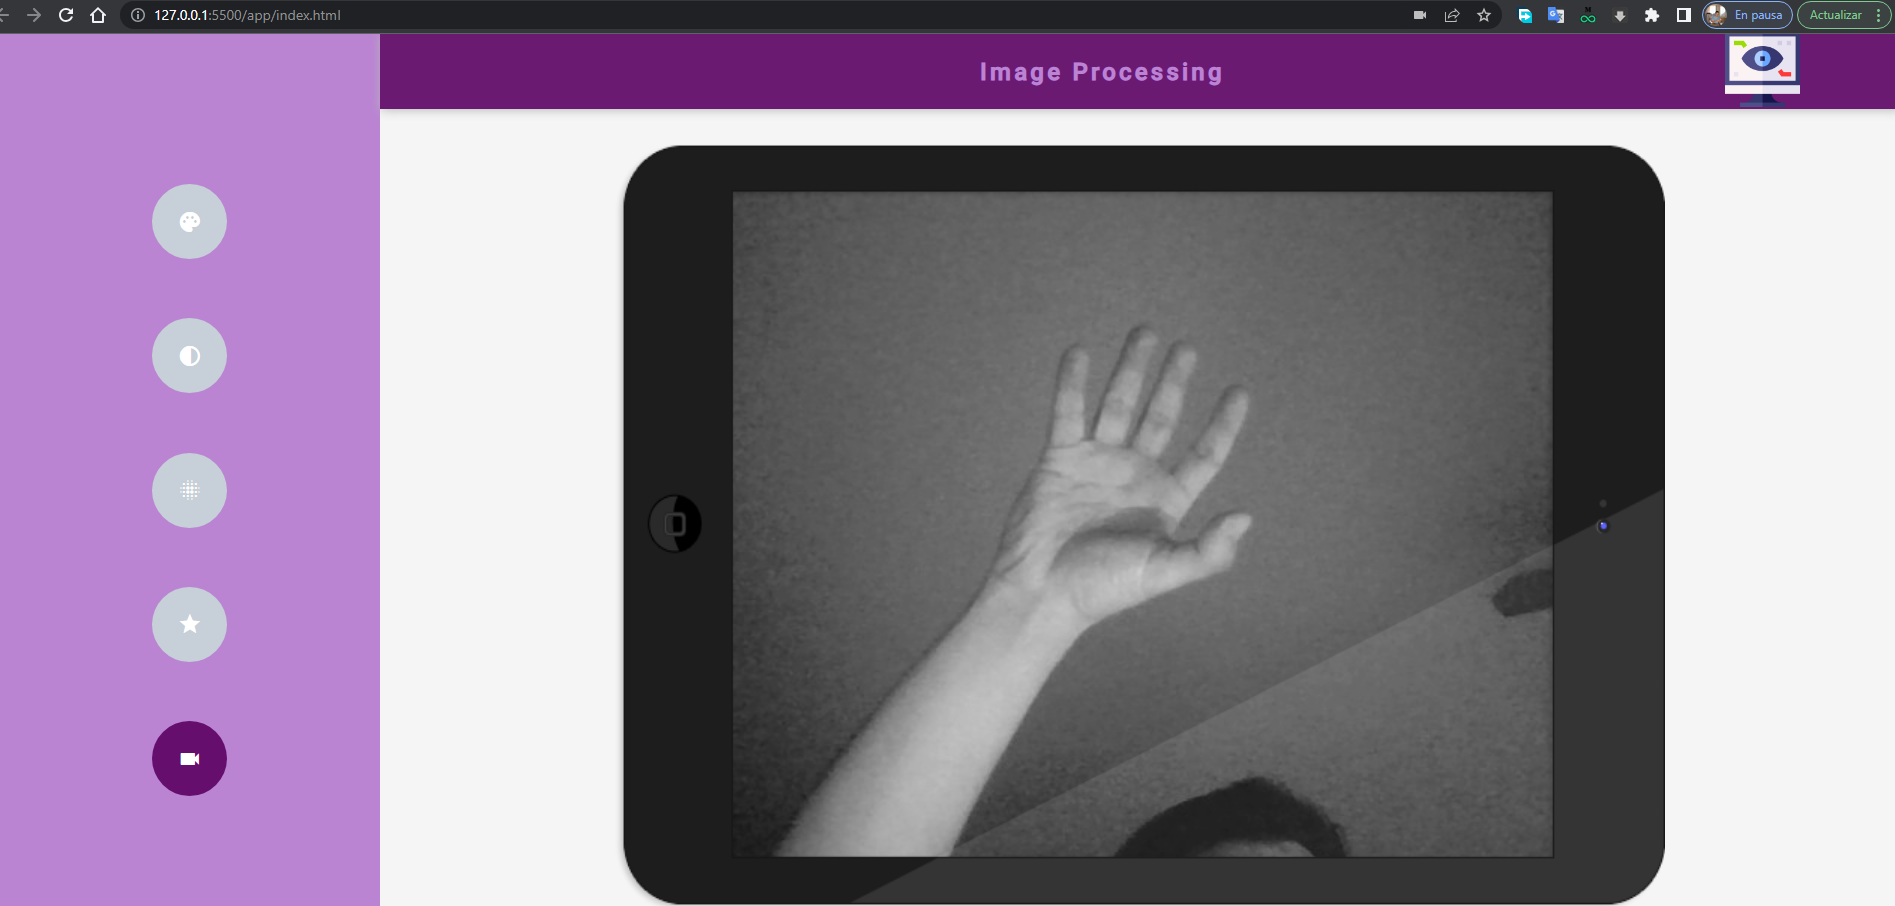 127.0.0.1:5500/app/index.html
En pausa
Actualizar
Image Processing